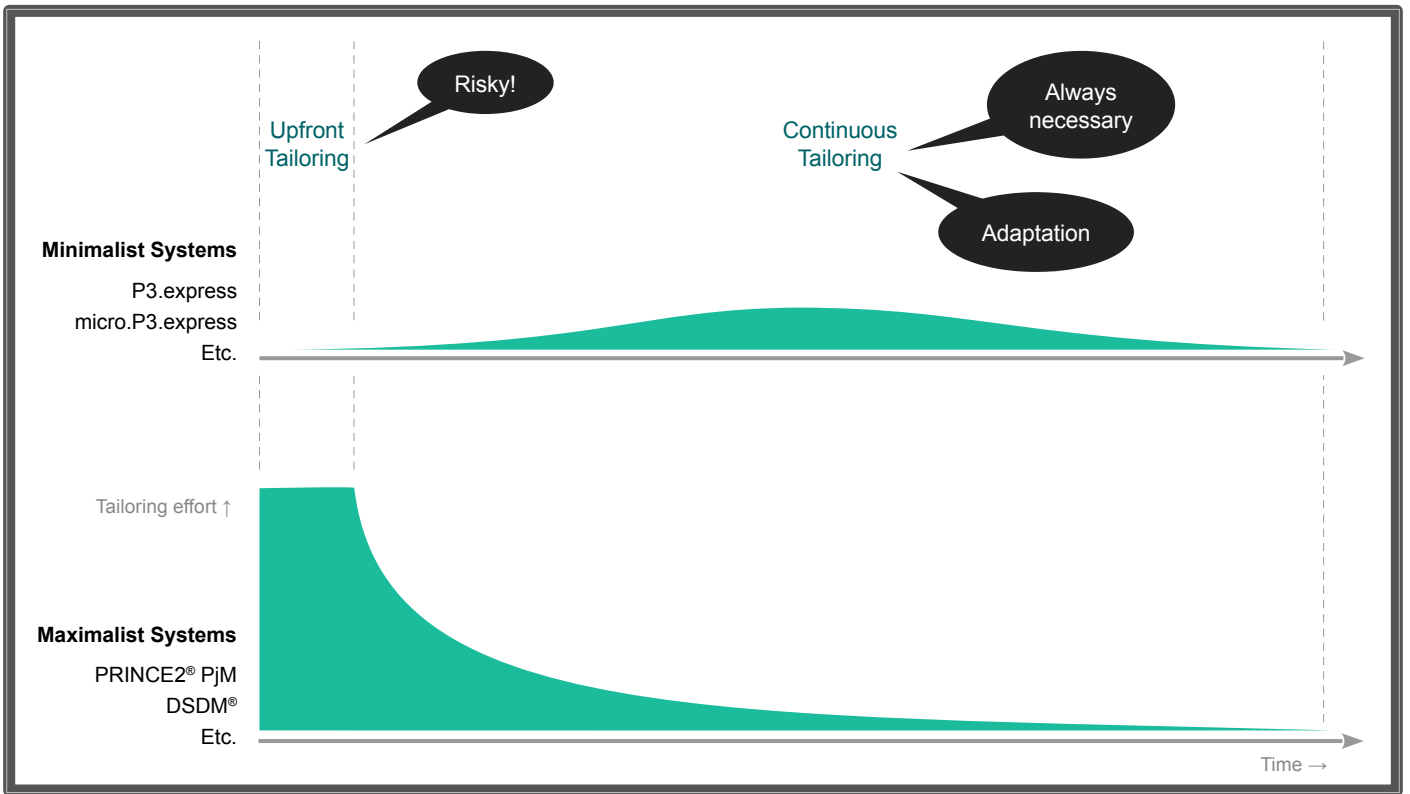 Risky!
Upfront
Tailoring
Continuous
Tailoring
Always
necessary
Adaptation
Minimalist Systems
P3.express
micro.P3.express
Etc.
Tailoring effort ↑
Maximalist Systems
PRINCE2® PjM
DSDM®
Etc.
Time →